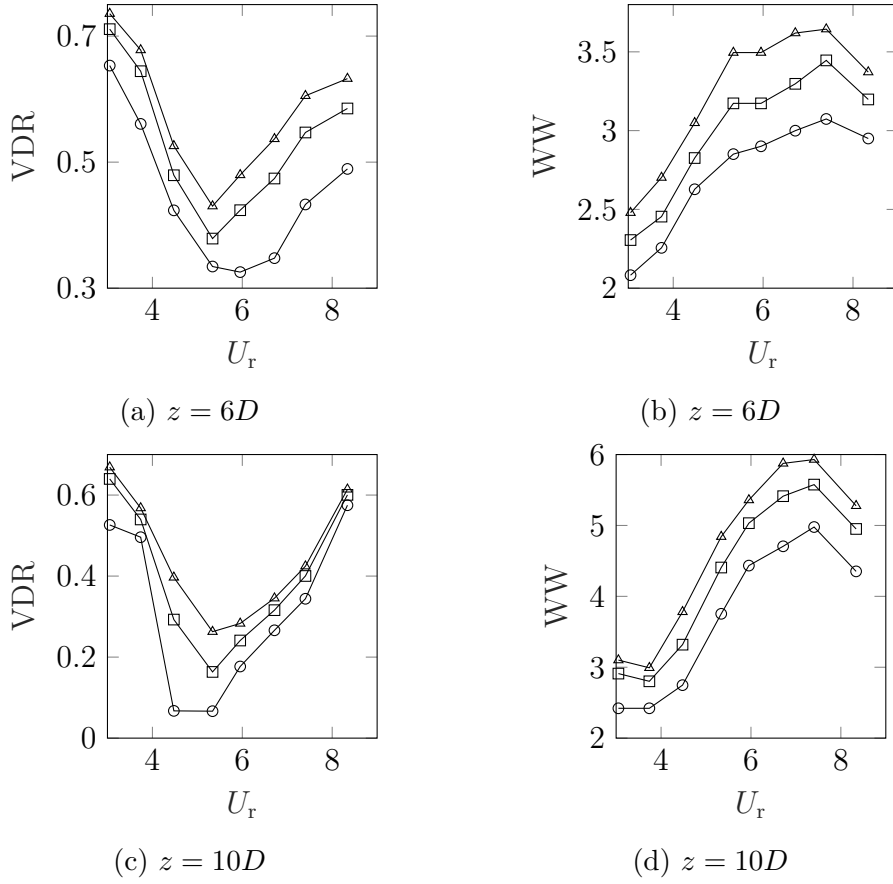 0.7
0.5
0.3
VDR
4 6 8
U_r
(a) z = 6D
3.5
3
2.5
2
WW
4 6 8
U_r
(b) z = 6D
0.6
0.4
0.2
0
VDR
4 6 8
U_r
(c) z = 10D
6
5
4
3
2
WW
4 6 8
U_r
(d) z = 10D